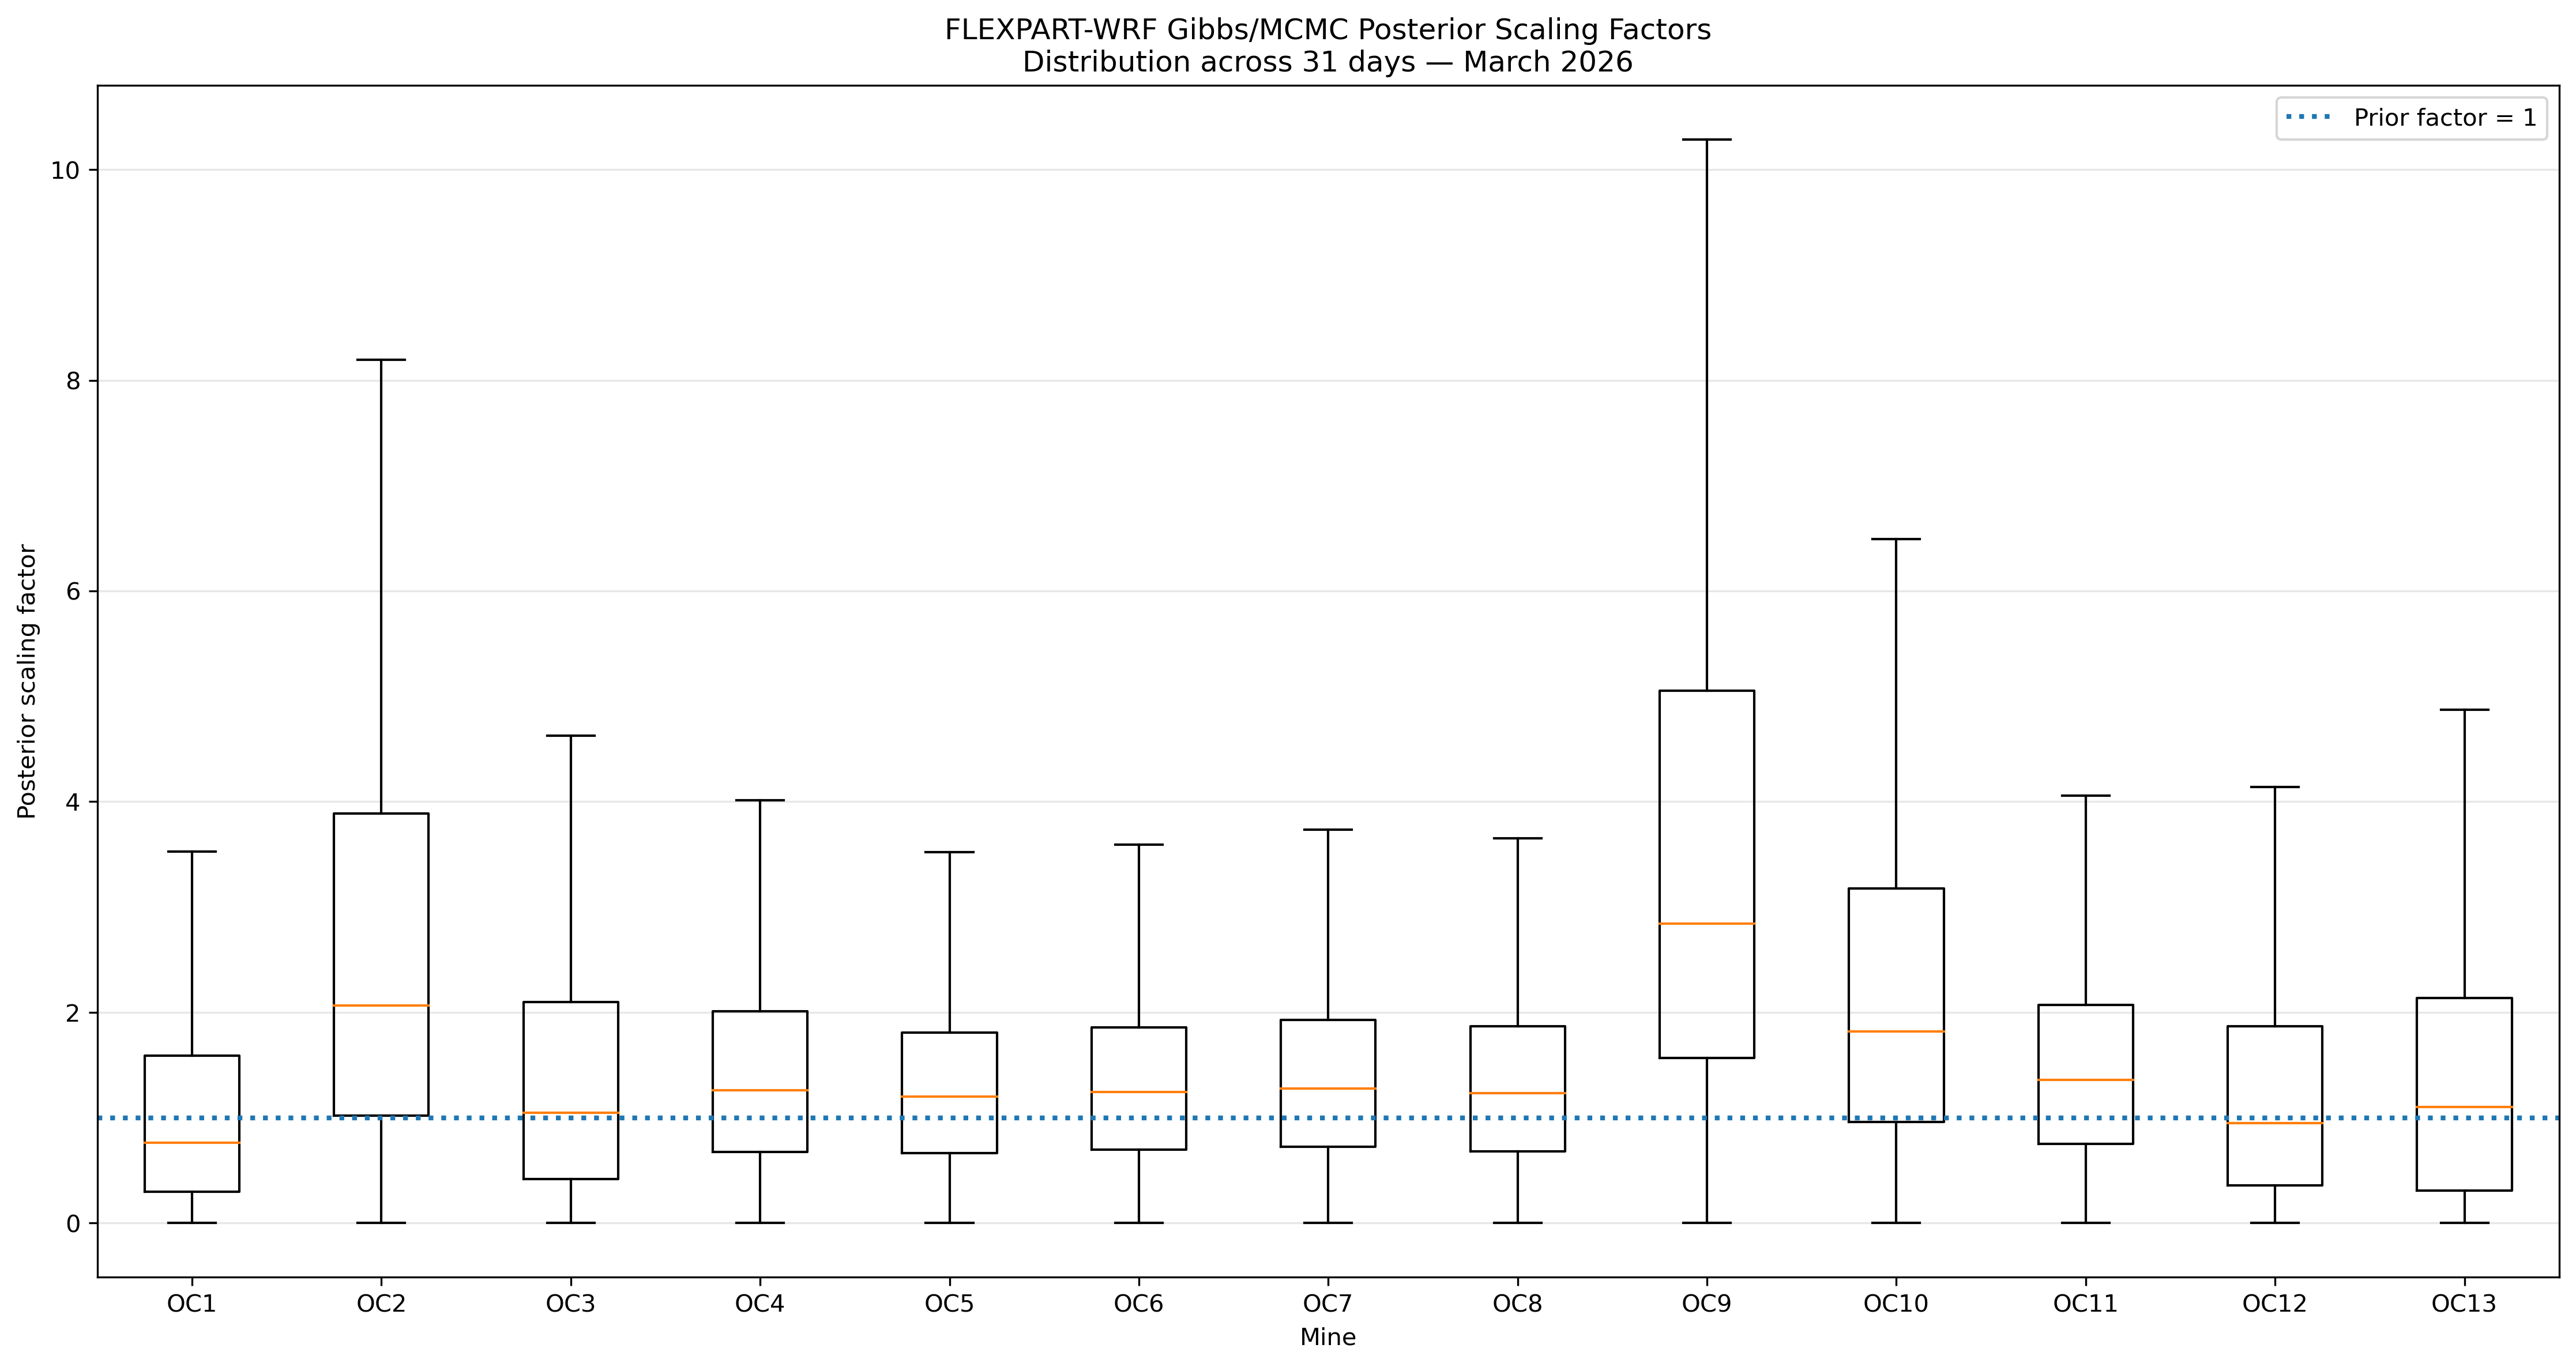 FLEXPART-WRF Gibbs/MCMC Posterior Scaling Factors
Distribution across 31 days — March 2026
Prior factor = 1
Posterior scaling factor
10
8
6
4
2
0
OC1 OC2 OC3 OC4 OC5 OC6 OC7 OC8 OC9 OC10 OC11 OC12 OC13
Mine